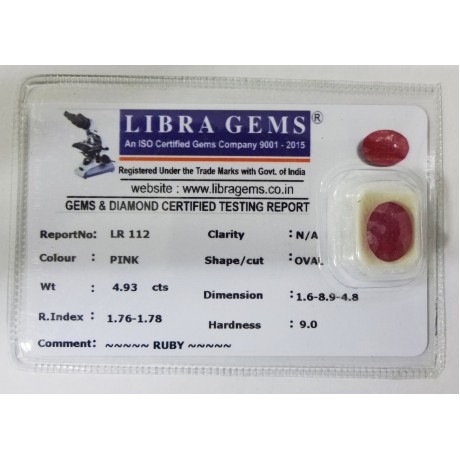 LIBRA GEMS ®
An ISO Certified Gems Company 9001 - 2015
Registered Under the Trade Marks with Govt. of India
website : www.libragems.co.in
GEMS & DIAMOND CERTIFIED TESTING REPORT
ReportNo: LR 112 Clarity : N/A
Colour : PINK Shape/cut : OVAL
Wt : 4.93 cts Dimension : 1.6-8.9-4.8
R.Index : 1.76-1.78 Hardness : 9.0
Comment: ~~~~~ RUBY ~~~~~